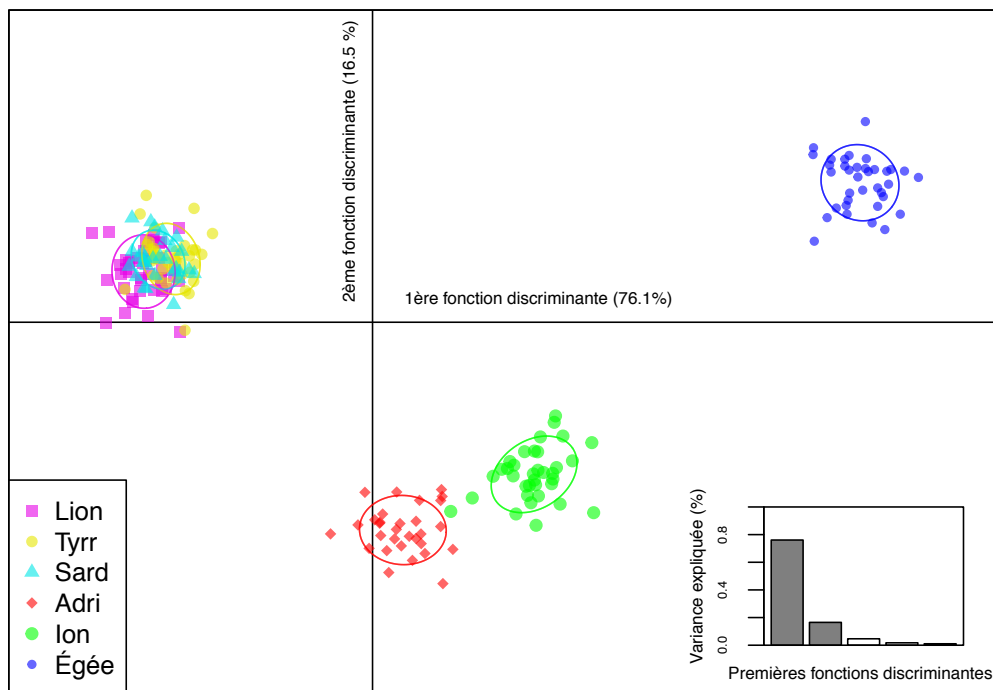 2ème fonction discriminante (16.5 %)
1ère fonction discriminante (76.1%)
Lion
Tyrr
Sard
Adri
Ion
Égée
Variance expliquée (%)
0.8
0.4
0.0
Premières fonctions discriminantes